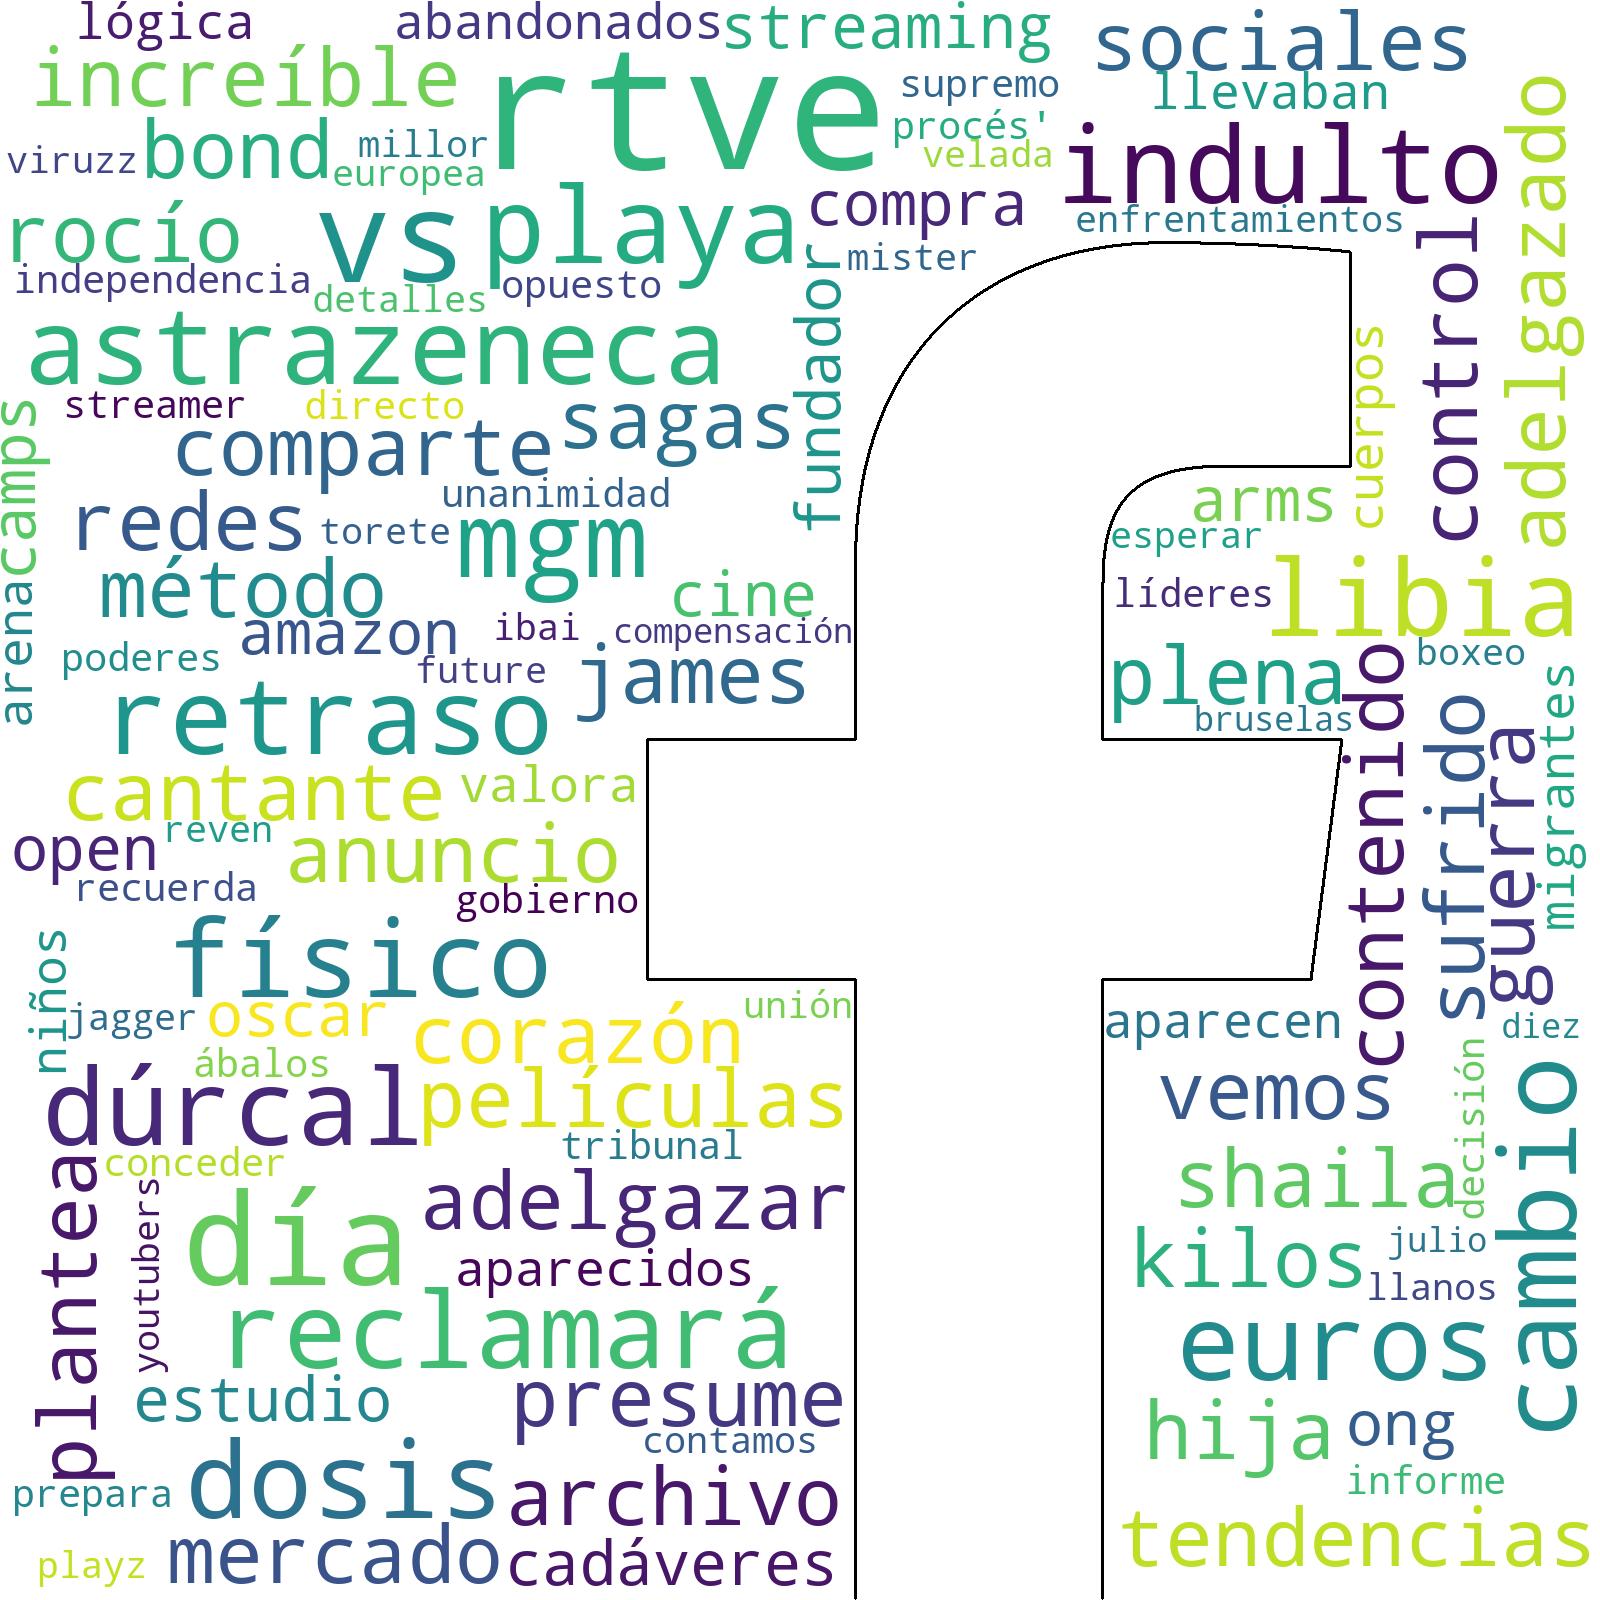 lógica
abandonados
streaming
sociales
increíble
rtve
supremo
llevaban
adelgazado
procés'
indulto
viruzz
bond
millor
europea
velada
rocío
vs
playa
compra
enfrentamientos
control
independencia
detalles
opuesto
fundador
mister
astrazeneca
cuerpos
camps
streamer
directo
sagas
comparte
redes
unanimidad
arms
torete
mgm
esperar
método
cine
líderes
libia
arena
amazon
ibai
compensación
poderes
future
james
plena
boxeo
contenido
bruselas
retraso
sufrido
guerra
migrantes
cantante
valora
open
reven
anuncio
recuerda
gobierno
niños
físico
jagger
oscar
corazón
unión
aparecen
diez
ábalos
dúrcal
películas
vemos
decisión
cambio
tribunal
plantea
conceder
youtubers
día
adelgazar
shaila
aparecidos
kilos
julio
llanos
reclamará
euros
estudio
presume
hija
ong
contamos
prepara
dosis
archivo
informe
tendencias
playz
mercado
cadáveres